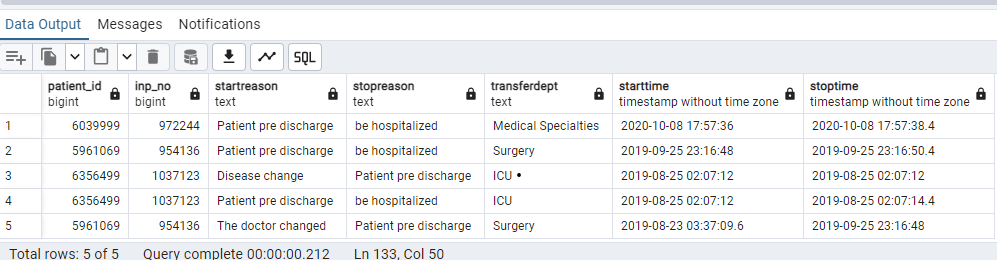 Data Output Messages Notifications
SQL
patient_id inp_no startreason stopreason transferdept starttime stoptime
bigint bigint text text text timestamp without time zone timestamp without time zone
1 6039999 972244 Patient pre discharge be hospitalized Medical Specialties 2020-10-08 17:57:36 2020-10-08 17:57:38.4
2 5961069 954136 Patient pre discharge be hospitalized Surgery 2019-09-25 23:16:48 2019-09-25 23:16:50.4
3 6356499 1037123 Disease change Patient pre discharge ICU • 2019-08-25 02:07:12 2019-08-25 02:07:12
4 6356499 1037123 Patient pre discharge be hospitalized ICU 2019-08-25 02:07:12 2019-08-25 02:07:14.4
5 5961069 954136 The doctor changed Patient pre discharge Surgery 2019-08-23 03:37:09.6 2019-09-25 23:16:48
Total rows: 5 of 5 Query complete 00:00:00.212 Ln 133, Col 50